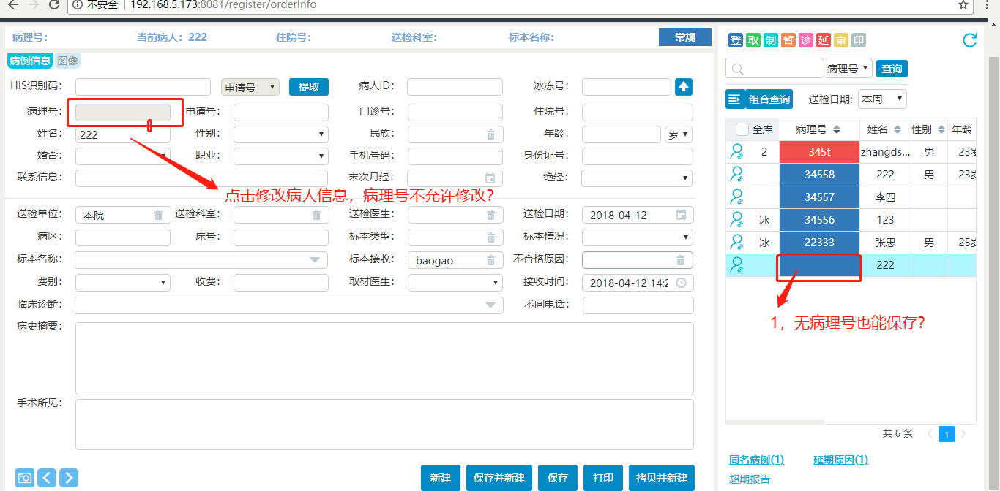 不安全 192.168.5.173:8081/register/orderInfo
病理号: 当前病人: 222 住院号: 送检科室: 标本名称: 常规
病例信息 图像
HIS识别码: 申请号 提取 病人ID: 冰冻号:
病理号: 申请号: 门诊号: 住院号:
姓名: 222 性别: 民族: 年龄: 岁
婚否: 职业: 手机号码: 身份证号:
联系信息: 末次月经: 绝经:
点击修改病人信息，病理号不允许修改?
送检单位: 本院 送检科室: 送检医生: 送检日期: 2018-04-12
病区: 床号: 标本类型: 标本情况:
标本名称: 标本接收: baogao 不合格原因:
费别: 收费: 取材医生: 接收时间: 2018-04-12 14:2
临床诊断: 术间电话:
病史摘要:
手术所见:
新建 保存并新建 保存 打印 拷贝并新建
登 取 制 暂 诊 延 审 印
病理号 查询
组合查询 送检日期: 本周
全库 病理号 姓名 性别 年龄
2 345t zhangds... 男 23岁
34558 222 男 23岁
34557 李四
冰 34556 123
冰 22333 张思 男 25岁
222
1，无病理号也能保存?
共 6 条 1
同名病例(1) 延期原因(1)
超期报告